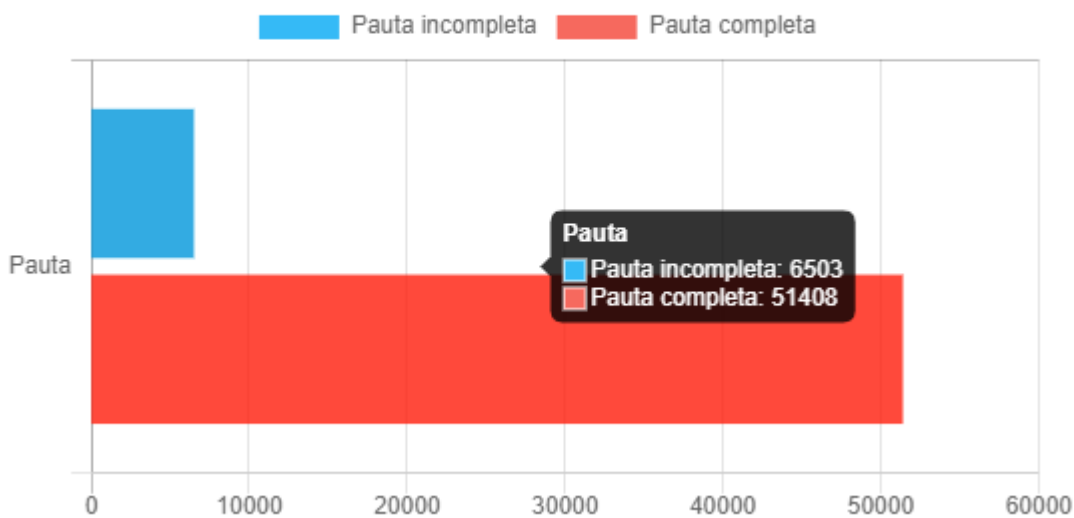 Pauta incompleta Pauta completa
Pauta
Pauta
Pauta incompleta: 6503
Pauta completa: 51408
0 10000 20000 30000 40000 50000 60000